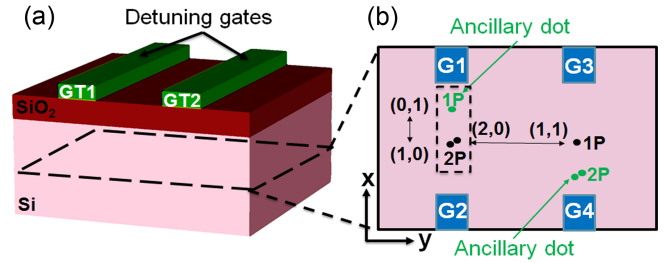 (a)
Detuning gates
GT1
GT2
SiO2
Si
(b)
Ancillary dot
G1
G3
1P
(0,1)
(2,0)
(1,1)
1P
(1,0)
2P
2P
x
G2
G4
y
Ancillary dot